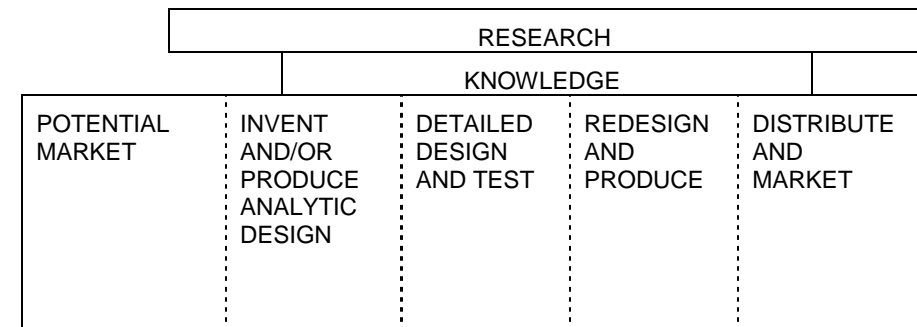 RESEARCH
KNOWLEDGE
POTENTIAL
MARKET
INVENT
AND/OR
PRODUCE
ANALYTIC
DESIGN
DETAILED
DESIGN
AND TEST
REDESIGN
AND
PRODUCE
DISTRIBUTE
AND
MARKET